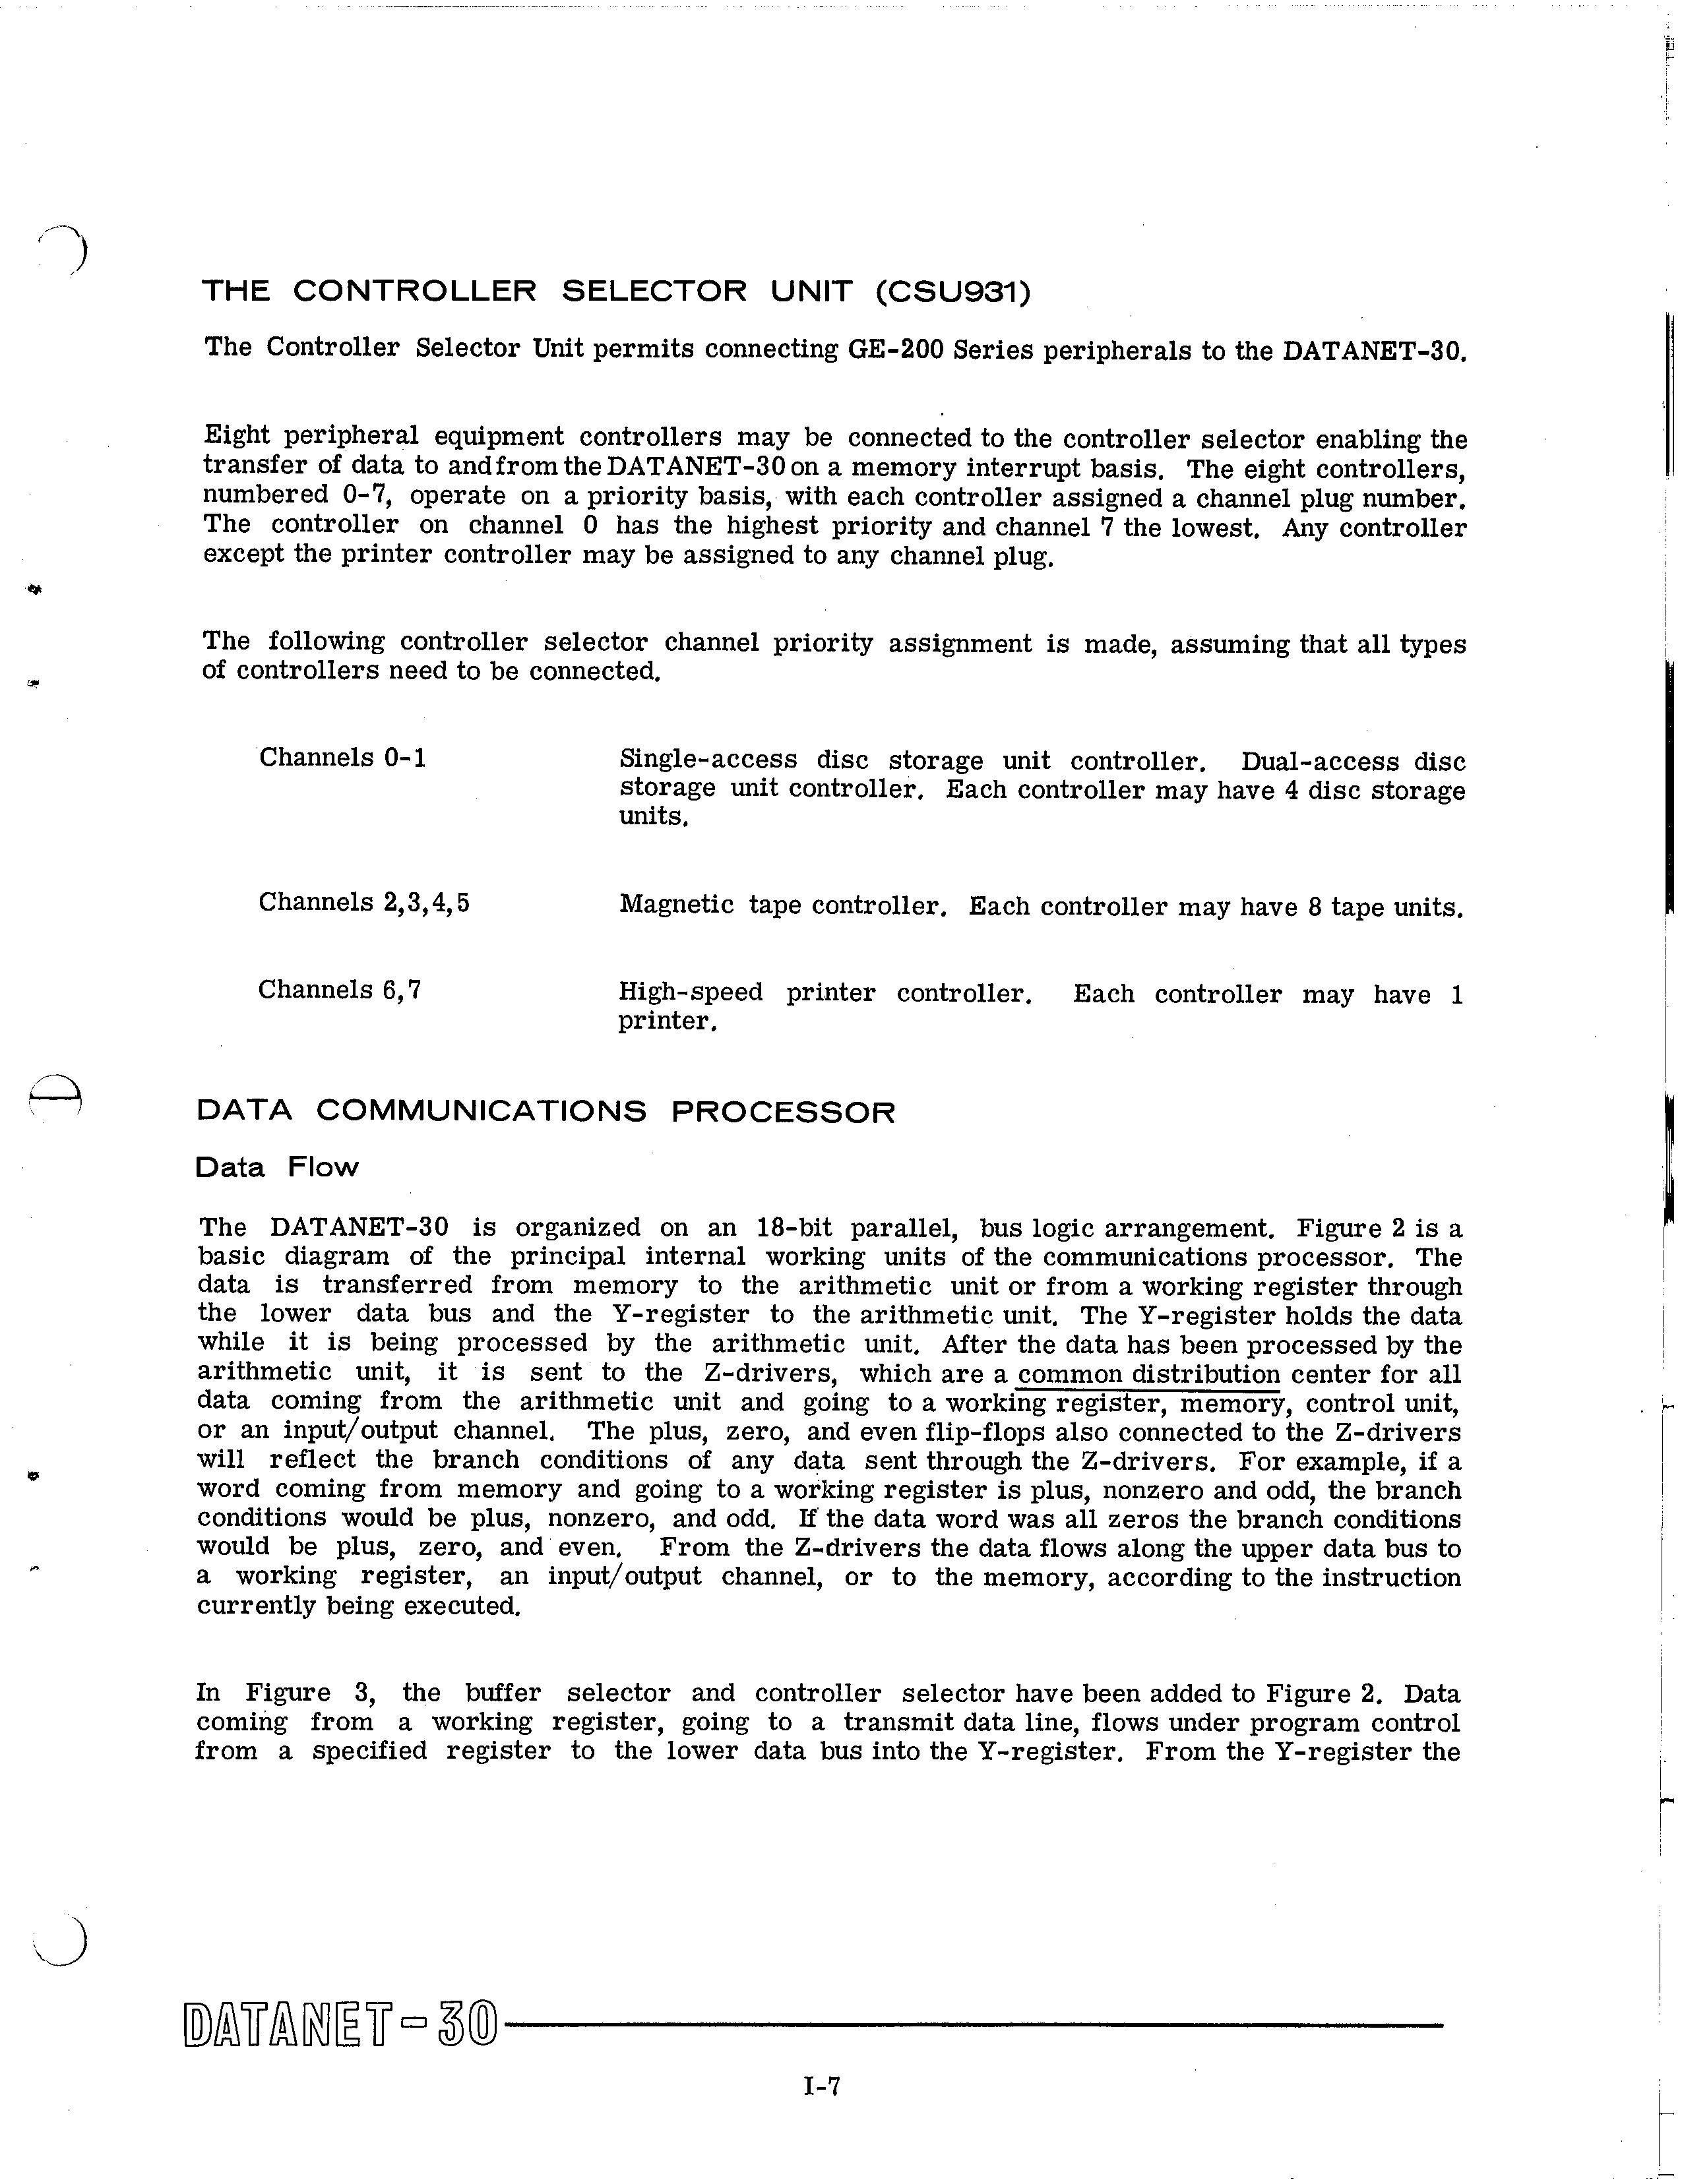 THE CONTROLLER SELECTOR UNIT (CSU931)
The Controller Selector Unit permits connecting GE-200 Series peripherals to the DATANET-30.
Eight peripheral equipment controllers may be connected to the controller selector enabling the
transfer of data to and from the DATANET-30 on a memory interrupt basis. The eight controllers,
numbered 0-7, operate on a priority basis, with each controller assigned a channel plug number.
The controller on channel 0 has the highest priority and channel 7 the lowest. Any controller
except the printer controller may be assigned to any channel plug.
The following controller selector channel priority assignment is made, assuming that all types
of controllers need to be connected.
Channels 0-1 Single-access disc storage unit controller. Dual-access disc
storage unit controller. Each controller may have 4 disc storage
units.
Channels 2,3,4,5 Magnetic tape controller. Each controller may have 8 tape units.
Channels 6,7 High-speed printer controller. Each controller may have 1
printer.
DATA COMMUNICATIONS PROCESSOR
Data Flow
The DATANET-30 is organized on an 18-bit parallel, bus logic arrangement. Figure 2 is a
basic diagram of the principal internal working units of the communications processor. The
data is transferred from memory to the arithmetic unit or from a working register through
the lower data bus and the Y-register to the arithmetic unit. The Y-register holds the data
while it is being processed by the arithmetic unit. After the data has been processed by the
arithmetic unit, it is sent to the Z-drivers, which are a common distribution center for all
data coming from the arithmetic unit and going to a working register, memory, control unit,
or an input/output channel. The plus, zero, and even flip-flops also connected to the Z-drivers
will reflect the branch conditions of any data sent through the Z-drivers. For example, if a
word coming from memory and going to a working register is plus, nonzero and odd, the branch
conditions would be plus, nonzero, and odd. If the data word was all zeros the branch conditions
would be plus, zero, and even. From the Z-drivers the data flows along the upper data bus to
a working register, an input/output channel, or to the memory, according to the instruction
currently being executed.
In Figure 3, the buffer selector and controller selector have been added to Figure 2. Data
coming from a working register, going to a transmit data line, flows under program control
from a specified register to the lower data bus into the Y-register. From the Y-register the
DATANET-30
I-7